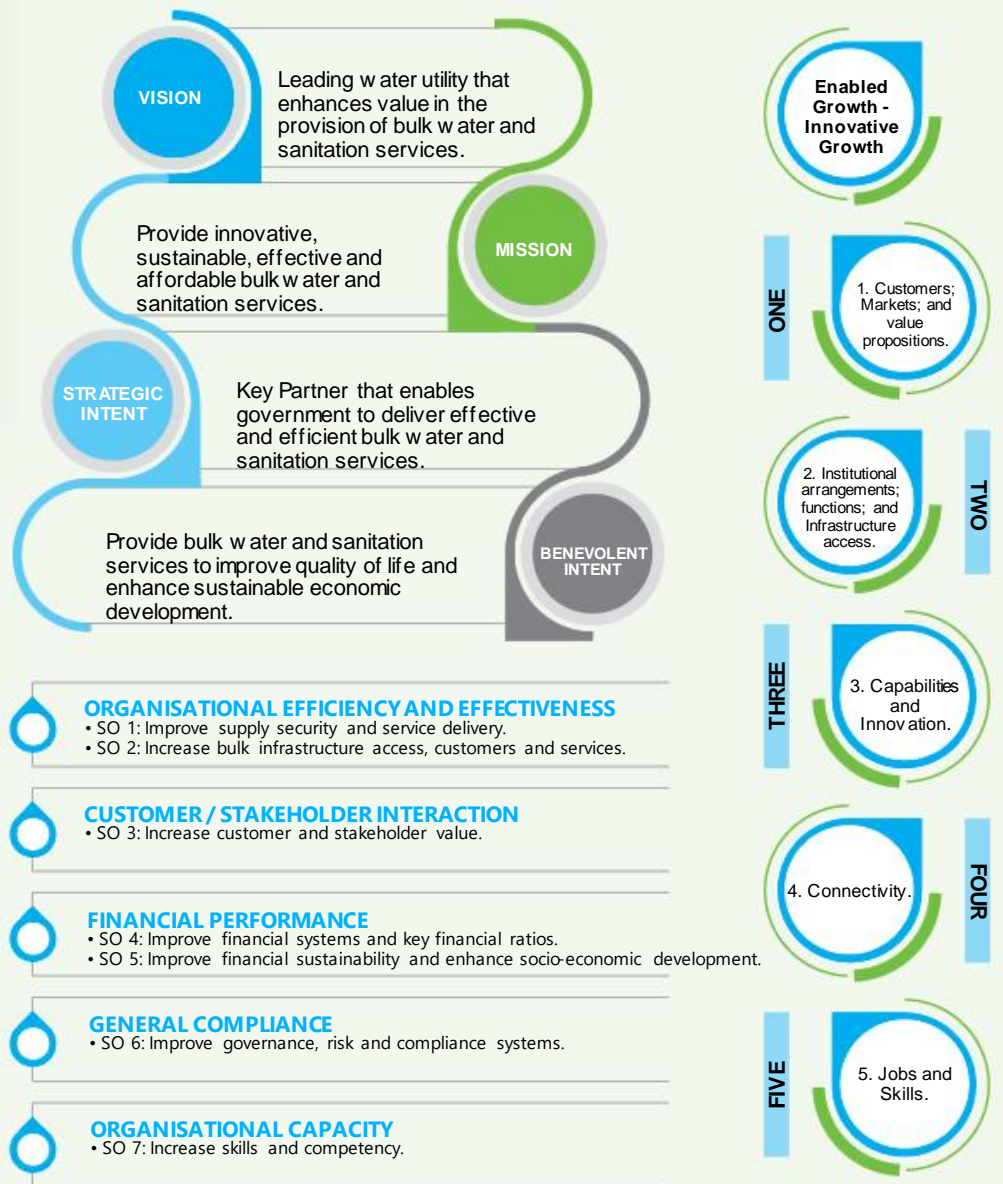 VISION
Leading water utility that
enhances value in the
provision of bulk water and
sanitation services.
Provide innovative,
sustainable, effective and
affordable bulk water and
sanitation services.
MISSION
STRATEGIC
INTENT
Key Partner that enables
government to deliver effective
and efficient bulk water and
sanitation services.
Provide bulk water and sanitation
services to improve quality of life and
enhance sustainable economic
development.
BENEVOLENT
INTENT
ORGANISATIONAL EFFICIENCY AND EFFECTIVENESS
• SO 1: Improve supply security and service delivery.
• SO 2: Increase bulk infrastructure access, customers and services.
CUSTOMER / STAKEHOLDER INTERACTION
• SO 3: Increase customer and stakeholder value.
FINANCIAL PERFORMANCE
• SO 4: Improve financial systems and key financial ratios.
• SO 5: Improve financial sustainability and enhance socio-economic development.
GENERAL COMPLIANCE
• SO 6: Improve governance, risk and compliance systems.
ORGANISATIONAL CAPACITY
• SO 7: Increase skills and competency.
Enabled
Growth -
Innovative
Growth
ONE
1. Customers;
Markets; and
value
propositions.
2. Institutional
arrangements;
functions; and
Infrastructure
access.
TWO
THREE
3. Capabilities
and
Innovation.
4. Connectivity.
FOUR
FIVE
5. Jobs and
Skills.